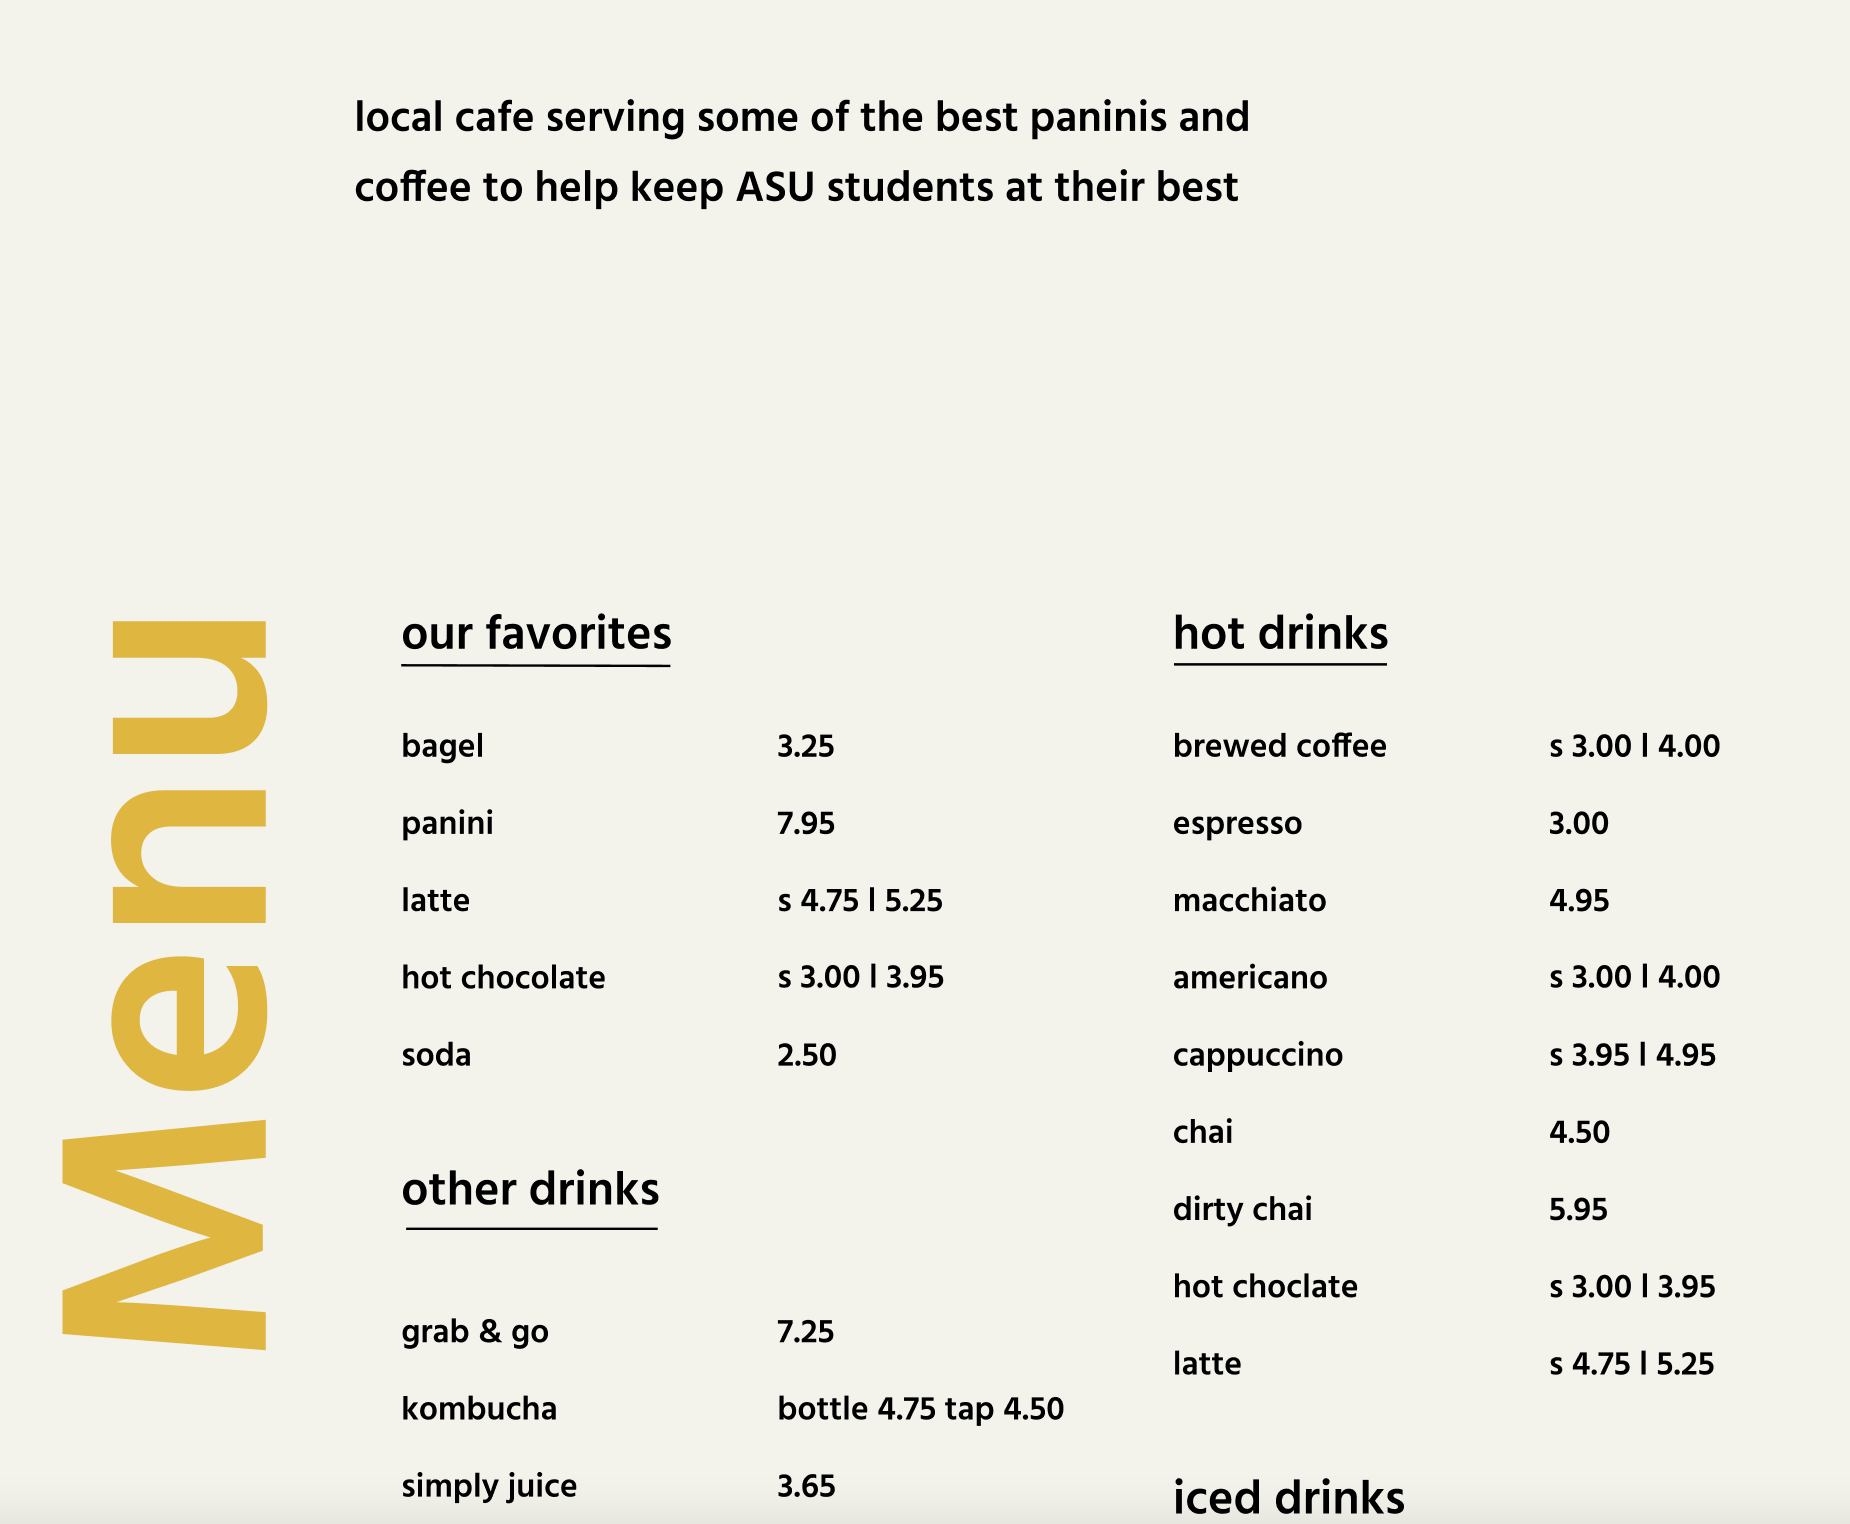 local cafe serving some of the best paninis and
coffee to help keep ASU students at their best
Menu
our favorites
bagel 3.25
panini 7.95
latte s 4.75 l 5.25
hot chocolate s 3.00 l 3.95
soda 2.50
other drinks
grab & go 7.25
kombucha bottle 4.75 tap 4.50
simply juice 3.65
hot drinks
brewed coffee s 3.00 l 4.00
espresso 3.00
macchiato 4.95
americano s 3.00 l 4.00
cappuccino s 3.95 l 4.95
chai 4.50
dirty chai 5.95
hot choclate s 3.00 l 3.95
latte s 4.75 l 5.25
iced drinks